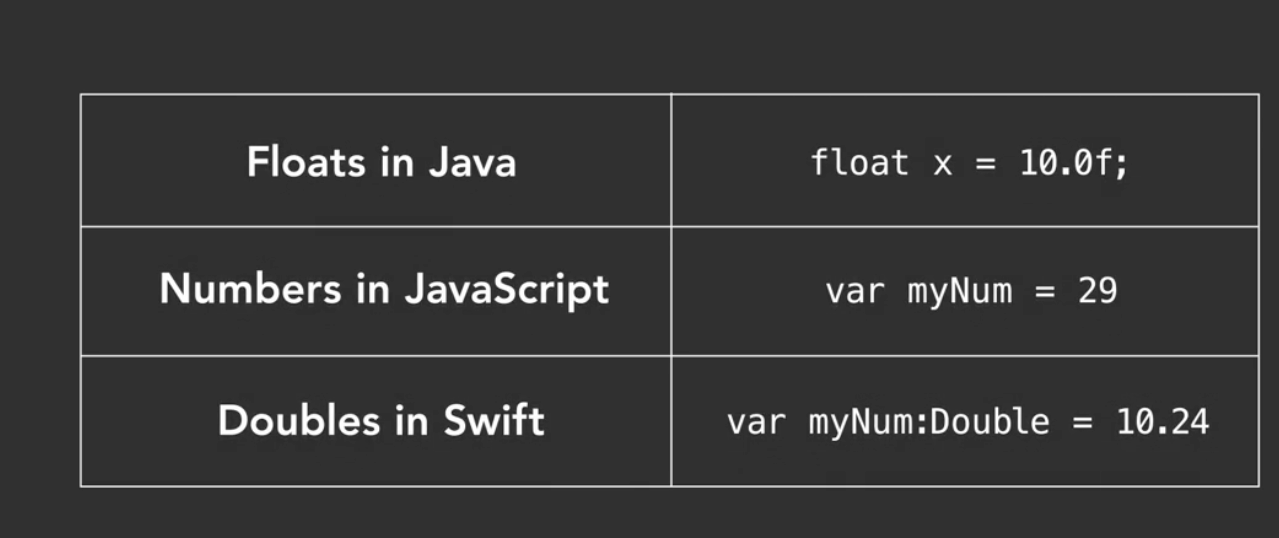 Floats in Java
float x = 10.0f;
Numbers in JavaScript
var myNum = 29
Doubles in Swift
var myNum:Double = 10.24